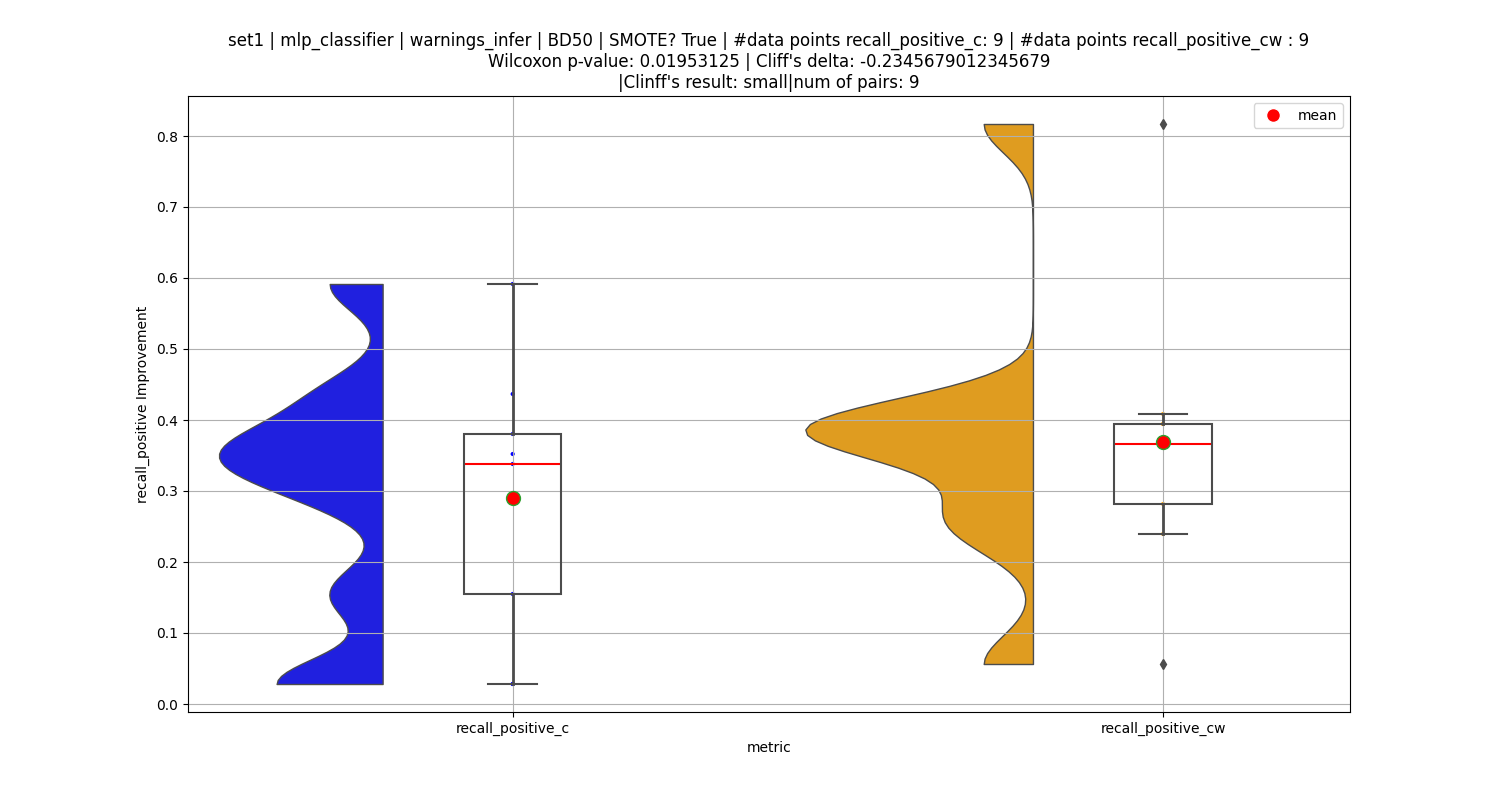 set1 | mlp_classifier | warnings_infer | BD50 | SMOTE? True | #data points recall_positive_c: 9 | #data points recall_positive_cw : 9
Wilcoxon p-value: 0.01953125 | Cliff's delta: -0.2345679012345679
|Clinff's result: small|num of pairs: 9
mean
0.8
0.7
0.6
0.5
0.4
0.3
0.2
0.1
0.0
recall_positive Improvement
recall_positive_c
recall_positive_cw
metric